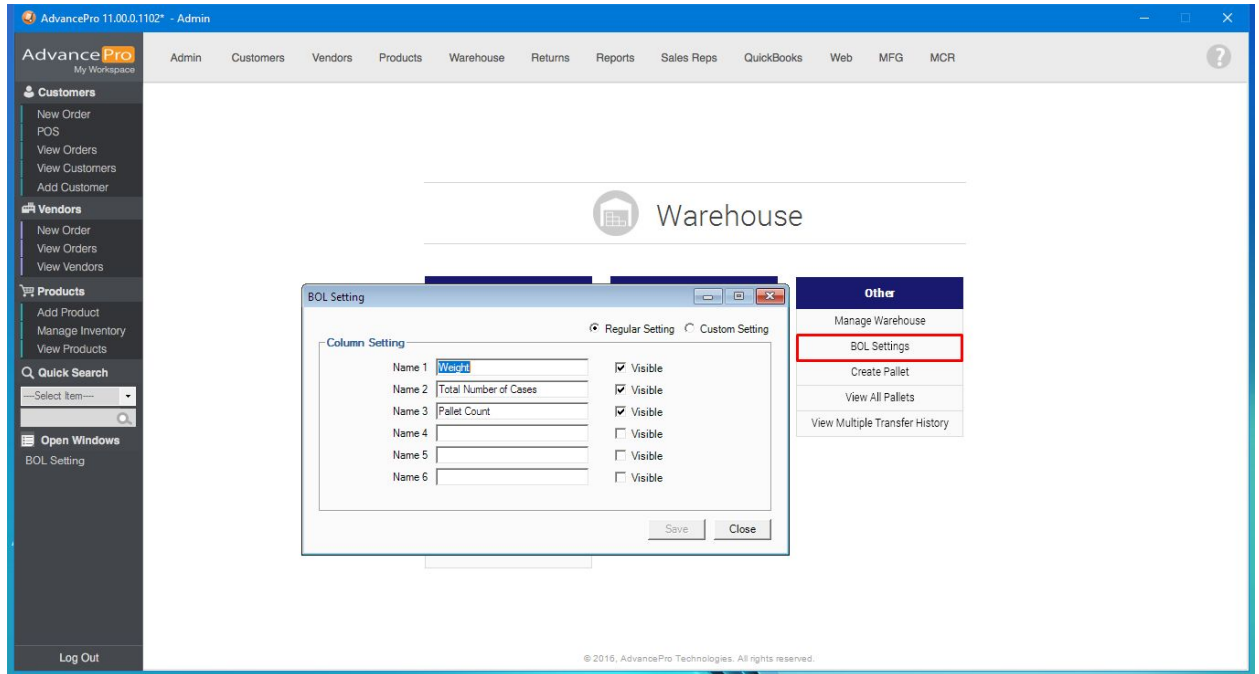 AdvancePro 11.00.0.1102* - Admin
AdvancePro
My Workspace
Admin Customers Vendors Products Warehouse Returns Reports Sales Reps QuickBooks Web MFG MCR
?
Customers
New Order
POS
View Orders
View Customers
Add Customer
Vendors
New Order
View Orders
View Vendors
Products
Add Product
Manage Inventory
View Products
Quick Search
---Select Item----
Open Windows
BOL Setting
Log Out
Warehouse
Other
Manage Warehouse
BOL Settings
Create Pallet
View All Pallets
View Multiple Transfer History
BOL Setting
Regular Setting Custom Setting
Column Setting
Name 1 Weight Visible
Name 2 Total Number of Cases Visible
Name 3 Pallet Count Visible
Name 4 Visible
Name 5 Visible
Name 6 Visible
Save Close
© 2016, AdvancePro Technologies. All rights reserved.